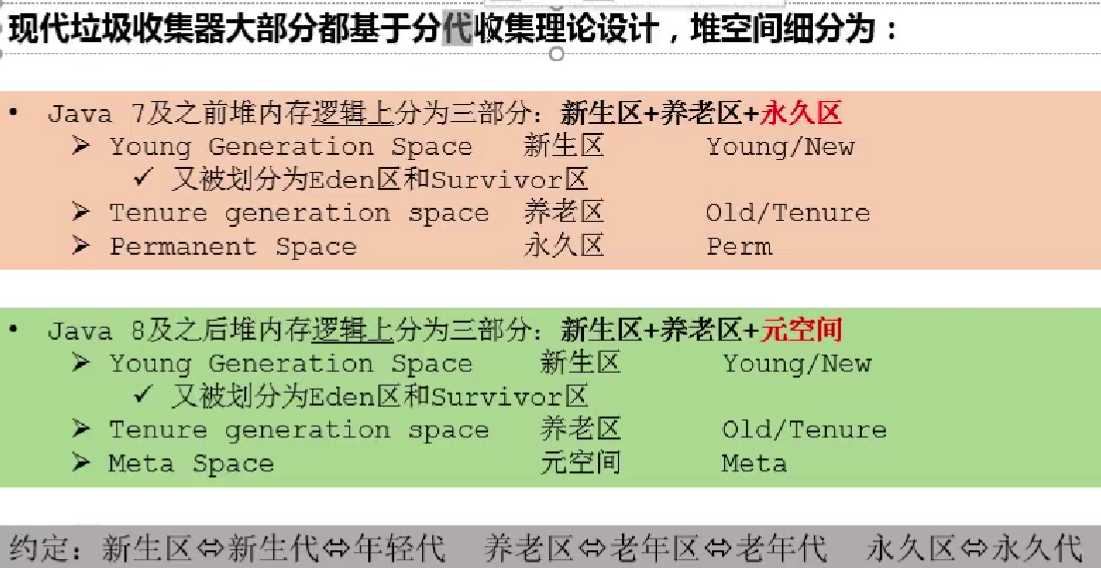 现代垃圾收集器大部分都基于分代收集理论设计，堆空间细分为：
• Java 7及之前堆内存逻辑上分为三部分：新生区+养老区+永久区
➢ Young Generation Space 新生区 Young/New
✓ 又被划分为Eden区和Survivor区
➢ Tenure generation space 养老区 Old/Tenure
➢ Permanent Space 永久区 Perm
• Java 8及之后堆内存逻辑上分为三部分：新生区+养老区+元空间
➢ Young Generation Space 新生区 Young/New
✓ 又被划分为Eden区和Survivor区
➢ Tenure generation space 养老区 Old/Tenure
➢ Meta Space 元空间 Meta
约定：新生区⇔新生代⇔年轻代 养老区⇔老年区⇔老年代 永久区⇔永久代